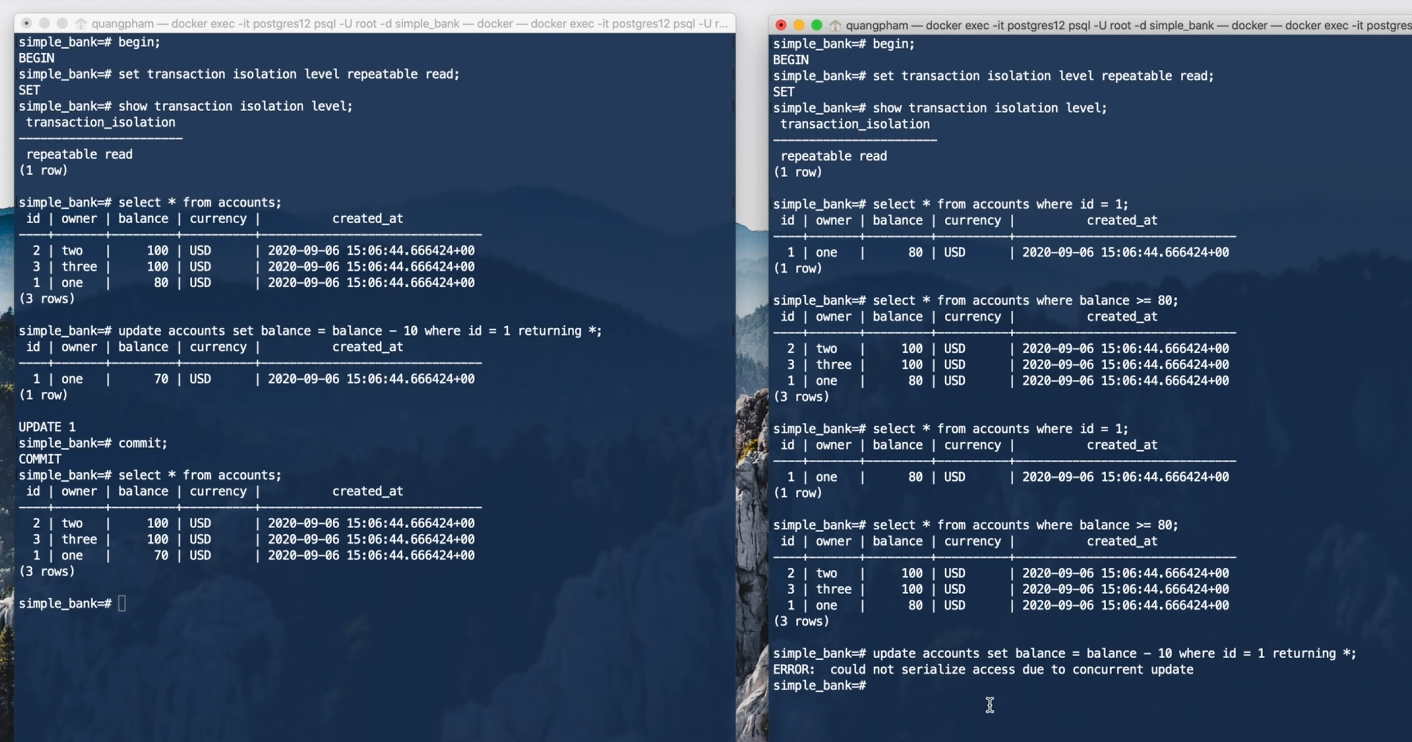 quangpham — docker exec -it postgres12 psql -U root -d simple_bank — docker — docker exec -it postgres12 psql -U r...
simple_bank=# begin;
BEGIN
simple_bank=# set transaction isolation level repeatable read;
SET
simple_bank=# show transaction isolation level;
transaction_isolation
-----------------------
repeatable read
(1 row)
simple_bank=# select * from accounts;
id | owner | balance | currency | created_at
----+-------+---------+----------+-------------------------------
2 | two | 100 | USD | 2020-09-06 15:06:44.666424+00
3 | three | 100 | USD | 2020-09-06 15:06:44.666424+00
1 | one | 80 | USD | 2020-09-06 15:06:44.666424+00
(3 rows)
simple_bank=# update accounts set balance = balance - 10 where id = 1 returning *;
id | owner | balance | currency | created_at
----+-------+---------+----------+-------------------------------
1 | one | 70 | USD | 2020-09-06 15:06:44.666424+00
(1 row)
UPDATE 1
simple_bank=# commit;
COMMIT
simple_bank=# select * from accounts;
id | owner | balance | currency | created_at
----+-------+---------+----------+-------------------------------
2 | two | 100 | USD | 2020-09-06 15:06:44.666424+00
3 | three | 100 | USD | 2020-09-06 15:06:44.666424+00
1 | one | 70 | USD | 2020-09-06 15:06:44.666424+00
(3 rows)
simple_bank=#
quangpham — docker exec -it postgres12 psql -U root -d simple_bank — docker — docker exec -it postgres
simple_bank=# begin;
BEGIN
simple_bank=# set transaction isolation level repeatable read;
SET
simple_bank=# show transaction isolation level;
transaction_isolation
-----------------------
repeatable read
(1 row)
simple_bank=# select * from accounts where id = 1;
id | owner | balance | currency | created_at
----+-------+---------+----------+-------------------------------
1 | one | 80 | USD | 2020-09-06 15:06:44.666424+00
(1 row)
simple_bank=# select * from accounts where balance >= 80;
id | owner | balance | currency | created_at
----+-------+---------+----------+-------------------------------
2 | two | 100 | USD | 2020-09-06 15:06:44.666424+00
3 | three | 100 | USD | 2020-09-06 15:06:44.666424+00
1 | one | 80 | USD | 2020-09-06 15:06:44.666424+00
(3 rows)
simple_bank=# select * from accounts where id = 1;
id | owner | balance | currency | created_at
----+-------+---------+----------+-------------------------------
1 | one | 80 | USD | 2020-09-06 15:06:44.666424+00
(1 row)
simple_bank=# select * from accounts where balance >= 80;
id | owner | balance | currency | created_at
----+-------+---------+----------+-------------------------------
2 | two | 100 | USD | 2020-09-06 15:06:44.666424+00
3 | three | 100 | USD | 2020-09-06 15:06:44.666424+00
1 | one | 80 | USD | 2020-09-06 15:06:44.666424+00
(3 rows)
simple_bank=# update accounts set balance = balance - 10 where id = 1 returning *;
ERROR:  could not serialize access due to concurrent update
simple_bank=#